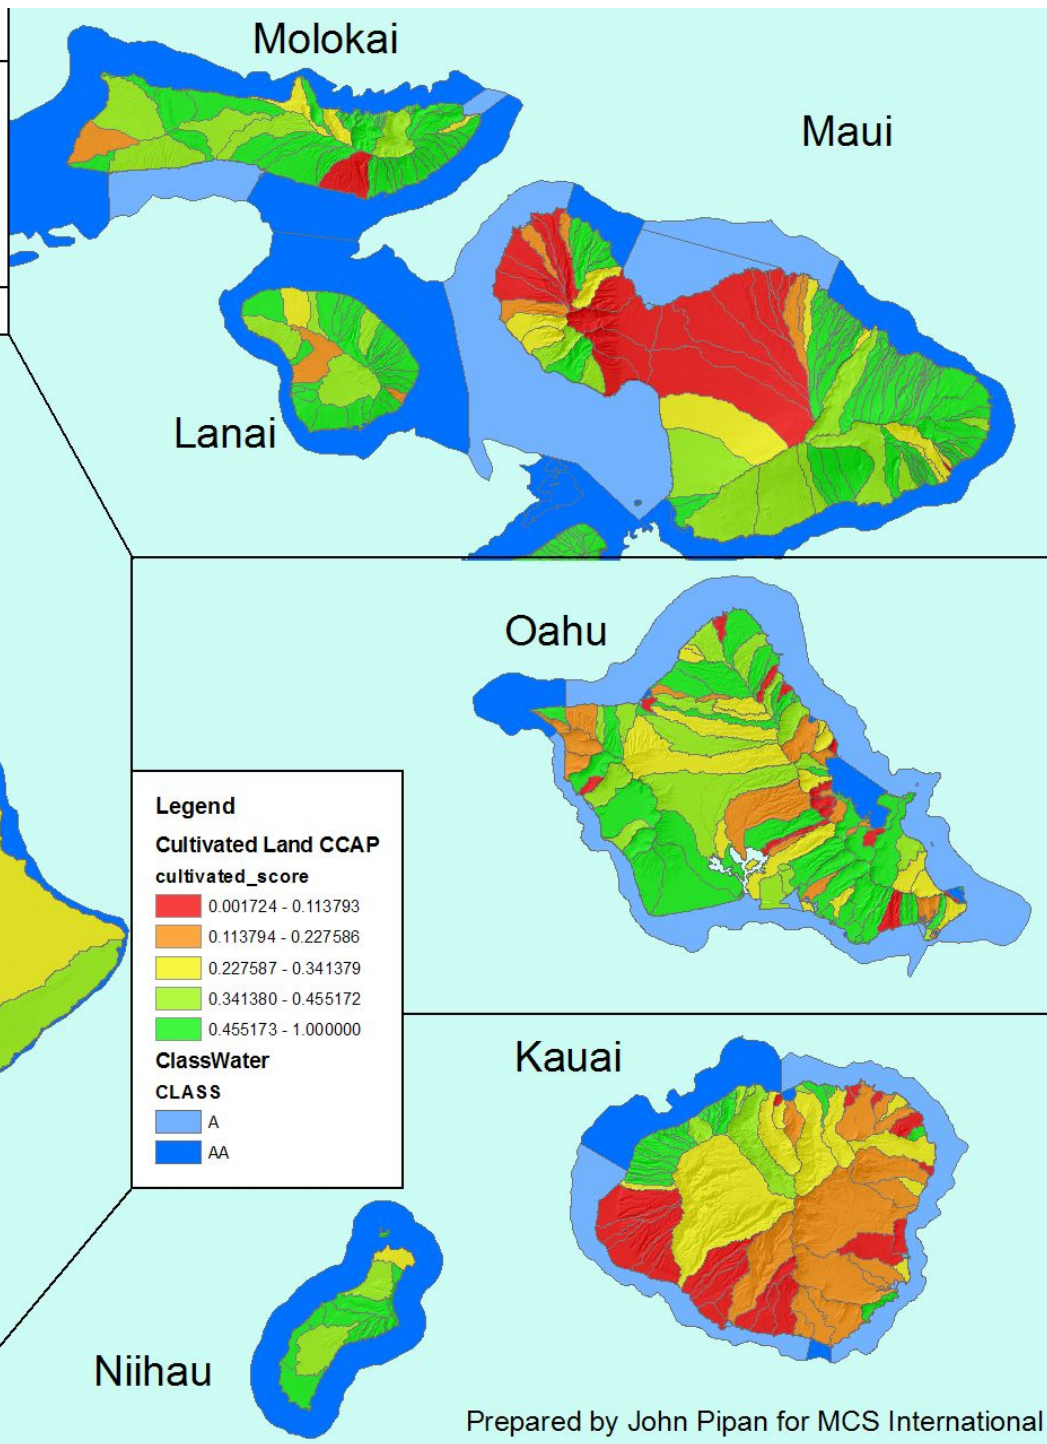 Molokai
Maui
Lanai
Oahu
Legend
Cultivated Land CCAP
cultivated_score
0.001724 - 0.113793
0.113794 - 0.227586
0.227587 - 0.341379
0.341380 - 0.455172
0.455173 - 1.000000
ClassWater
CLASS
A
AA
Kauai
Niihau
Prepared by John Pipan for MCS International